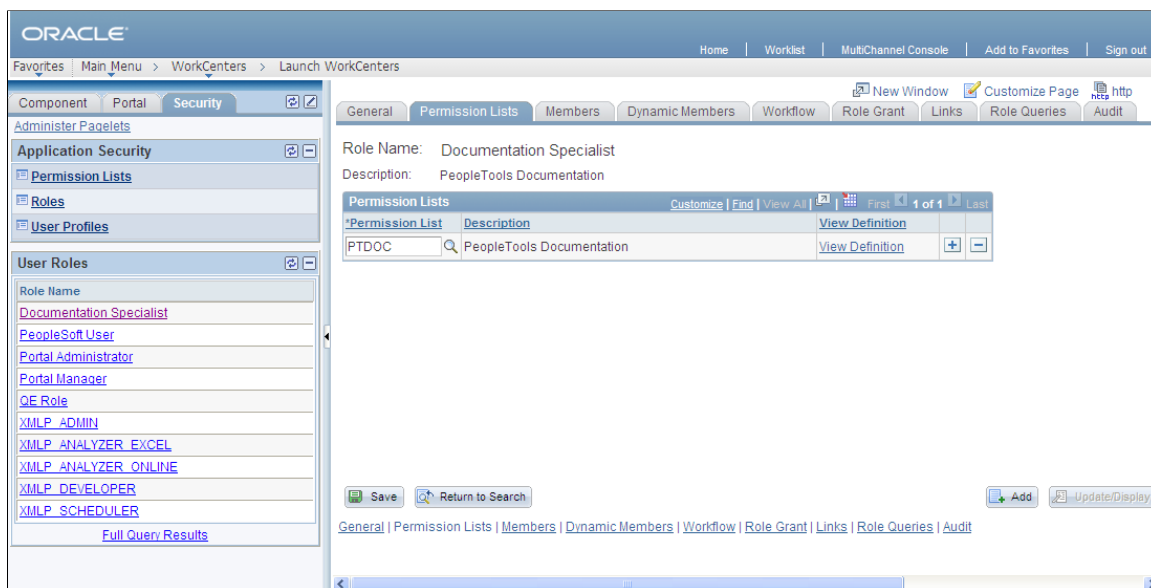 ORACLE
Home | Worklist | MultiChannel Console | Add to Favorites | Sign out
Favorites | Main Menu > WorkCenters > Launch WorkCenters
Component Portal Security
Administer Pagelets
Application Security
Permission Lists
Roles
User Profiles
User Roles
Role Name
Documentation Specialist
PeopleSoft User
Portal Administrator
Portal Manager
QE Role
XMLP_ADMIN
XMLP_ANALYZER_EXCEL
XMLP_ANALYZER_ONLINE
XMLP_DEVELOPER
XMLP_SCHEDULER
Full Query Results
New Window Customize Page http
General Permission Lists Members Dynamic Members Workflow Role Grant Links Role Queries Audit
Role Name: Documentation Specialist
Description: PeopleTools Documentation
Permission Lists Customize | Find | View All | | First 1 of 1 Last
*Permission List Description View Definition
PTDOC PeopleTools Documentation View Definition
Save Return to Search Add Update/Display
General | Permission Lists | Members | Dynamic Members | Workflow | Role Grant | Links | Role Queries | Audit